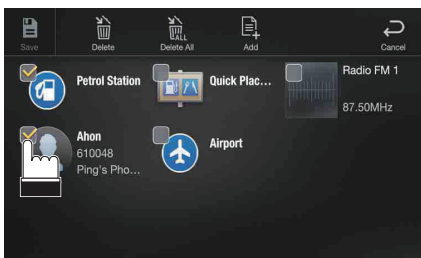 Save
Delete
ALL
Delete All
Add
Cancel
Petrol Station
Quick Plac...
Radio FM 1
87.50MHz
Ahon
610048
Ping's Pho...
Airport